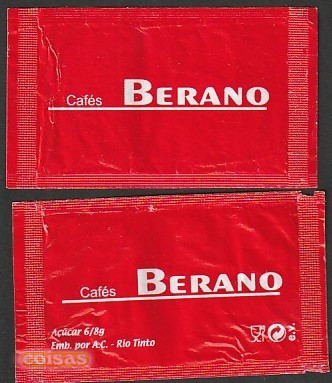 Cafés BERANO
Cafés BERANO
Açúcar 6/8g
Emb. por A.C. - Rio Tinto
e.v.
coisas